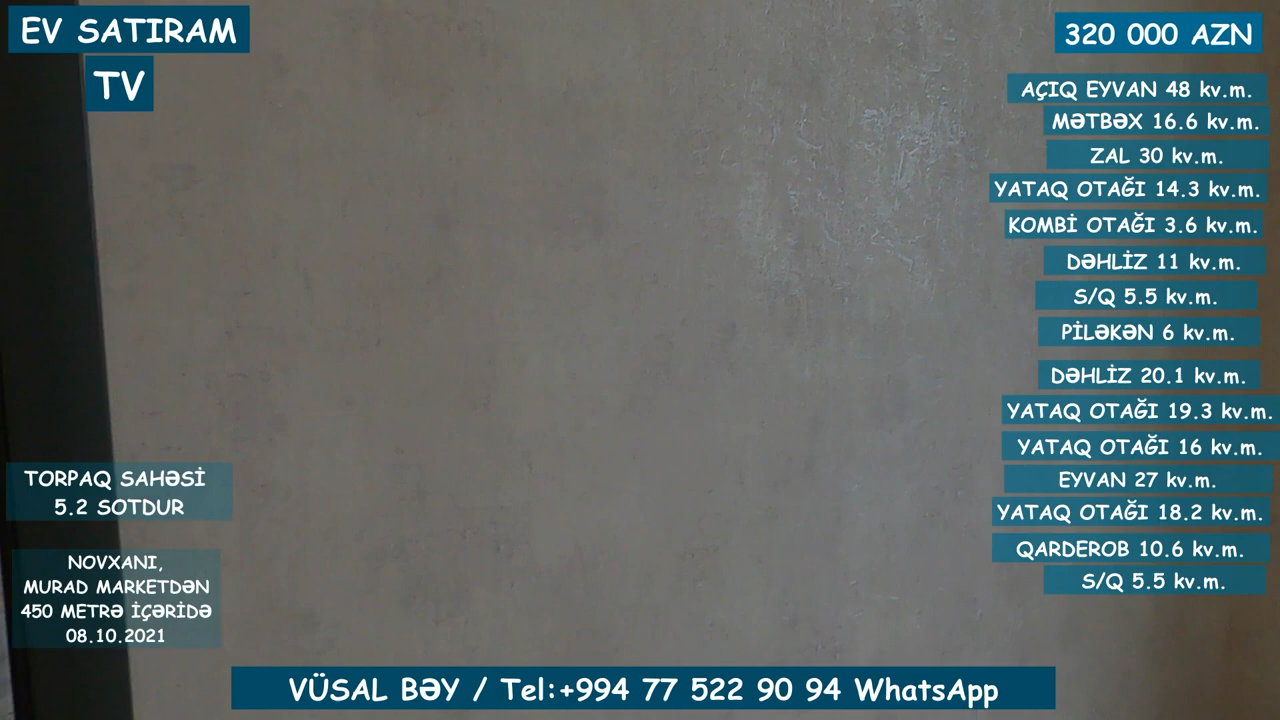 EV SATIRAM
TV
320 000 AZN
AÇIQ EYVAN 48 kv.m.
MƏTBƏX 16.6 kv.m.
ZAL 30 kv.m.
YATAQ OTAĞI 14.3 kv.m.
KOMBİ OTAĞI 3.6 kv.m.
DƏHLİZ 11 kv.m.
S/Q 5.5 kv.m.
PİLƏKƏN 6 kv.m.
DƏHLİZ 20.1 kv.m.
YATAQ OTAĞI 19.3 kv.m.
YATAQ OTAĞI 16 kv.m.
EYVAN 27 kv.m.
YATAQ OTAĞI 18.2 kv.m.
QARDEROB 10.6 kv.m.
S/Q 5.5 kv.m.
TORPAQ SAHƏSİ
5.2 SOTDUR
NOVXANI,
MURAD MARKETDƏN
450 METRƏ İÇƏRİDƏ
08.10.2021
VÜSAL BƏY / Tel:+994 77 522 90 94 WhatsApp